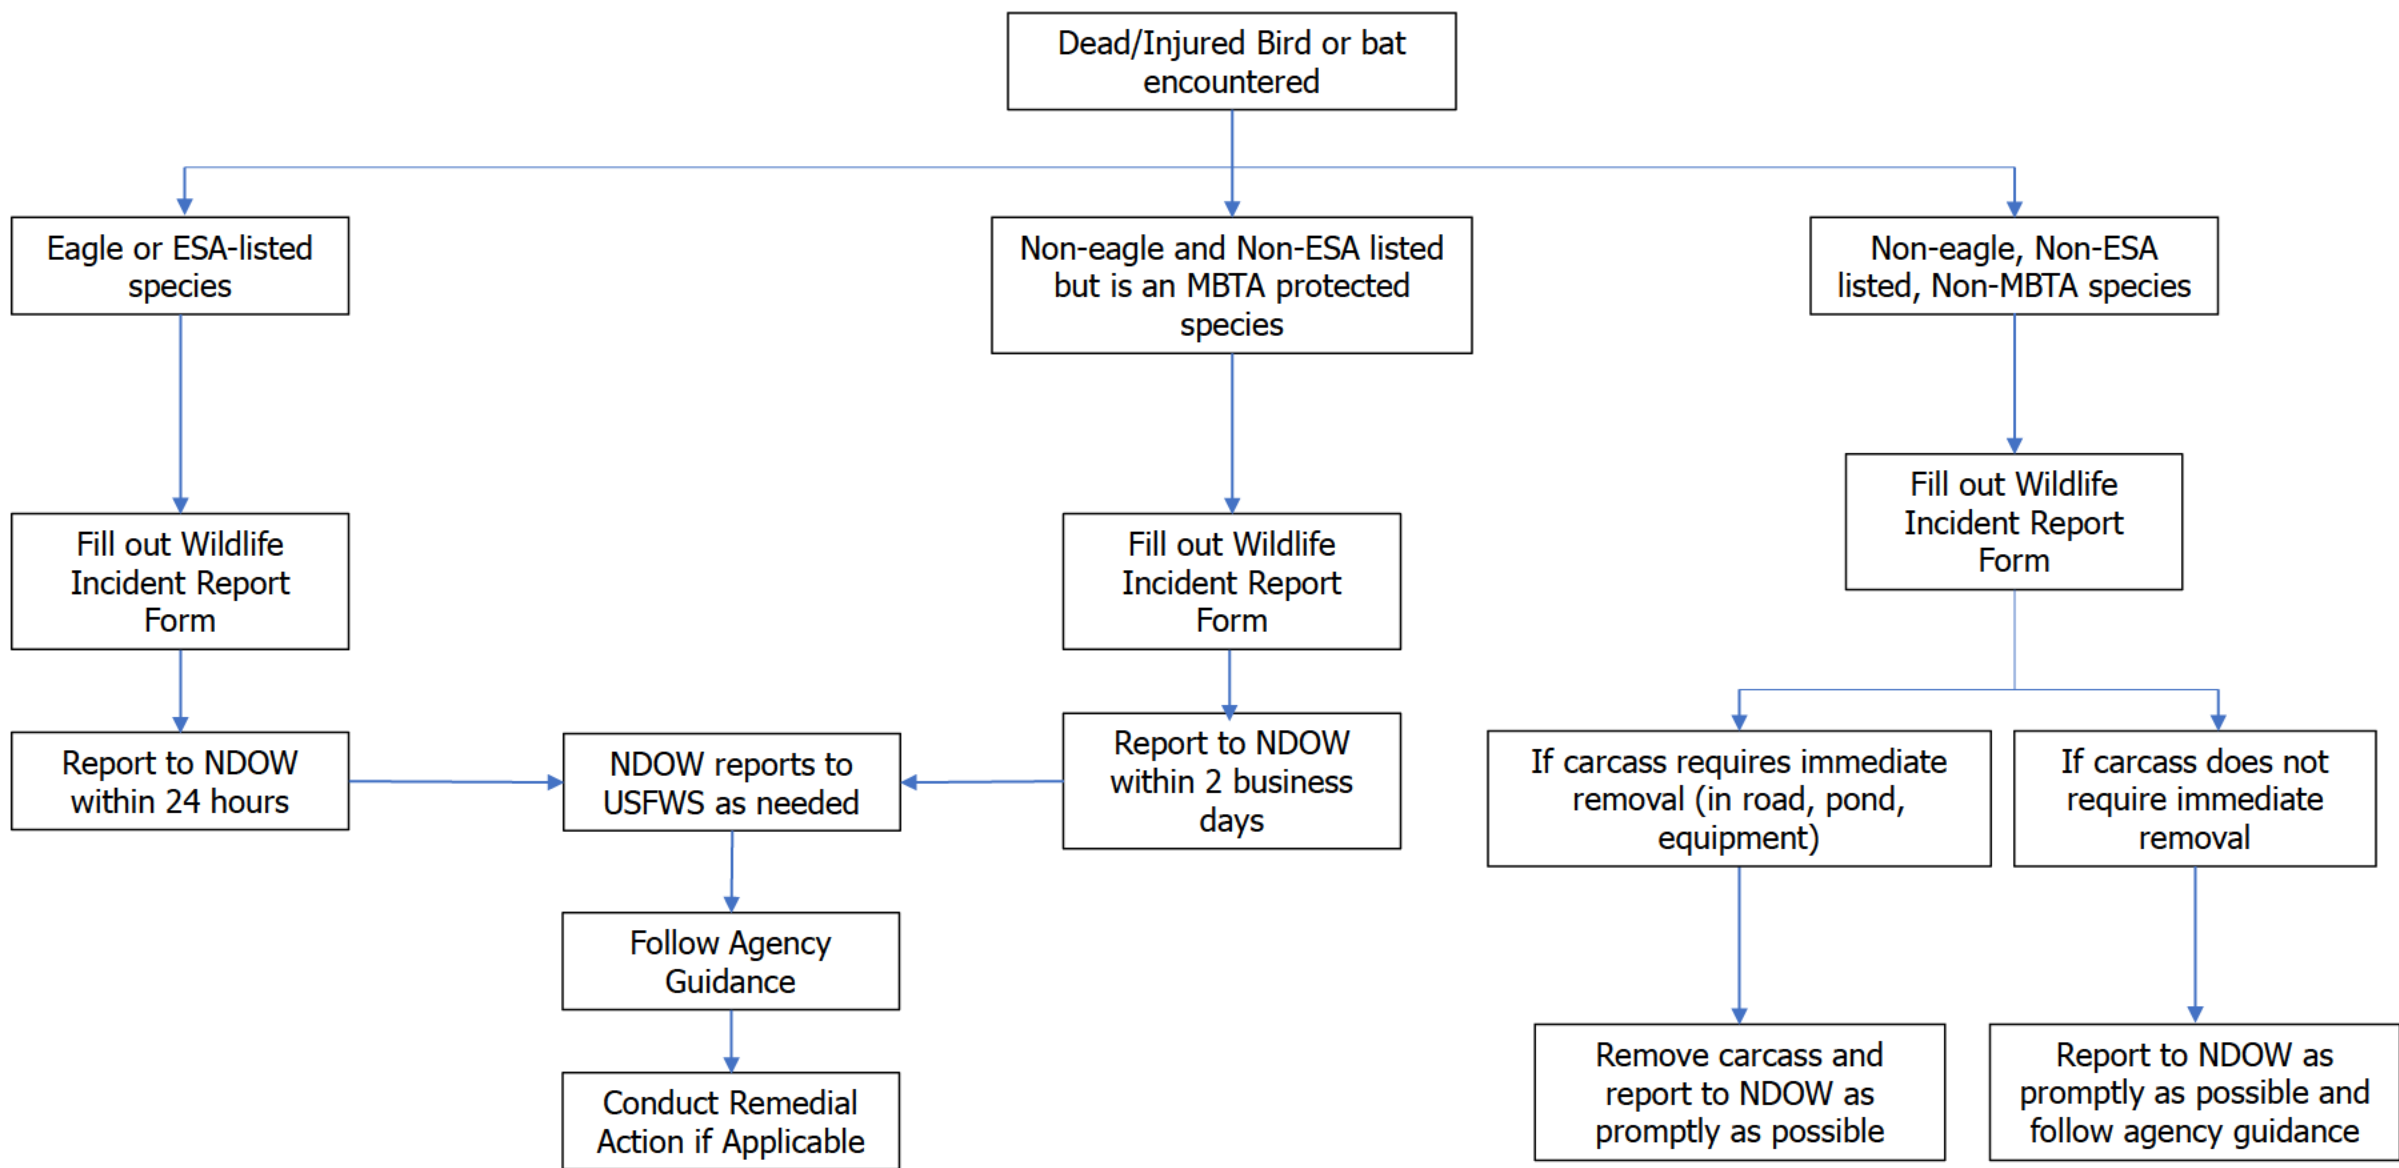 Dead/Injured Bird or bat
encountered
Eagle or ESA-listed
species
Non-eagle and Non-ESA listed
but is an MBTA protected
species
Non-eagle, Non-ESA
listed, Non-MBTA species
Fill out Wildlife
Incident Report
Form
Fill out Wildlife
Incident Report
Form
Fill out Wildlife
Incident Report
Form
Report to NDOW
within 24 hours
NDOW reports to
USFWS as needed
Report to NDOW
within 2 business
days
If carcass requires immediate
removal (in road, pond,
equipment)
If carcass does not
require immediate
removal
Follow Agency
Guidance
Conduct Remedial
Action if Applicable
Remove carcass and
report to NDOW as
promptly as possible
Report to NDOW as
promptly as possible and
follow agency guidance